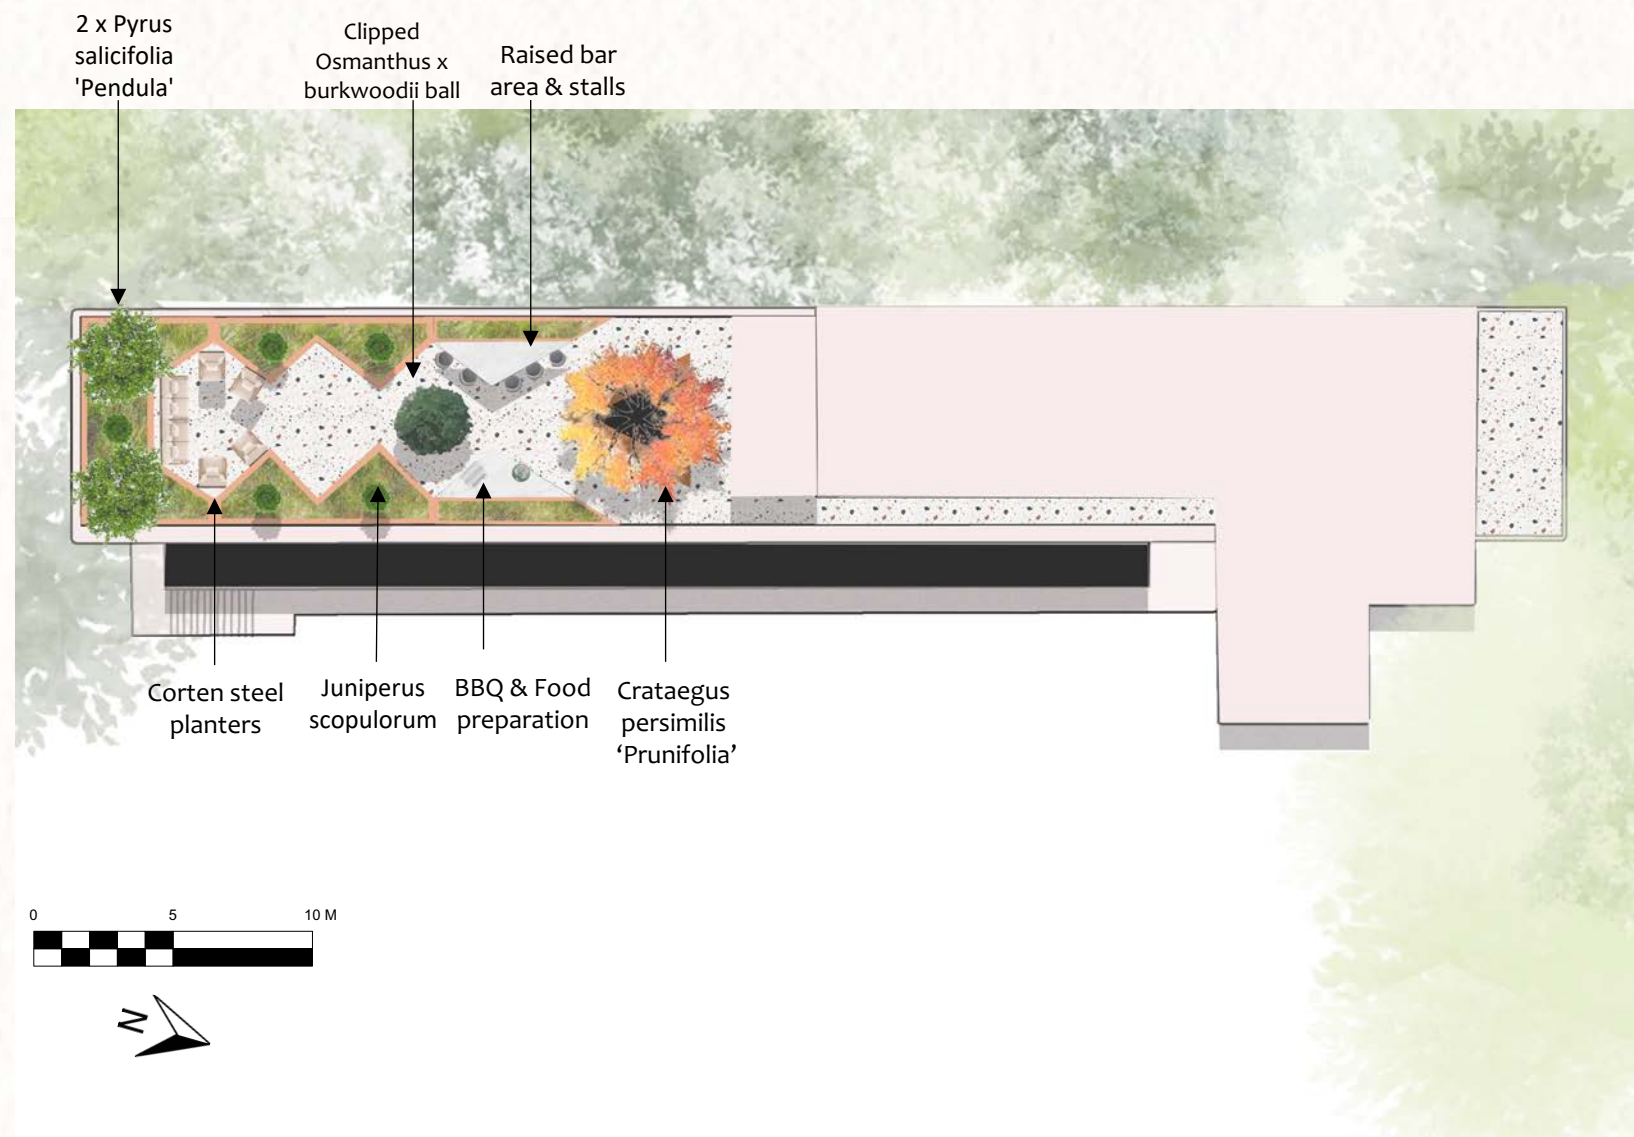 2 x Pyrus
salicifolia
'Pendula'
Clipped
Osmanthus x
burkwoodii ball
Raised bar
area & stalls
Corten steel
planters
Juniperus
scopulorum
BBQ & Food
preparation
Crataegus
persimilis
‘Prunifolia’
0 5 10 M
N